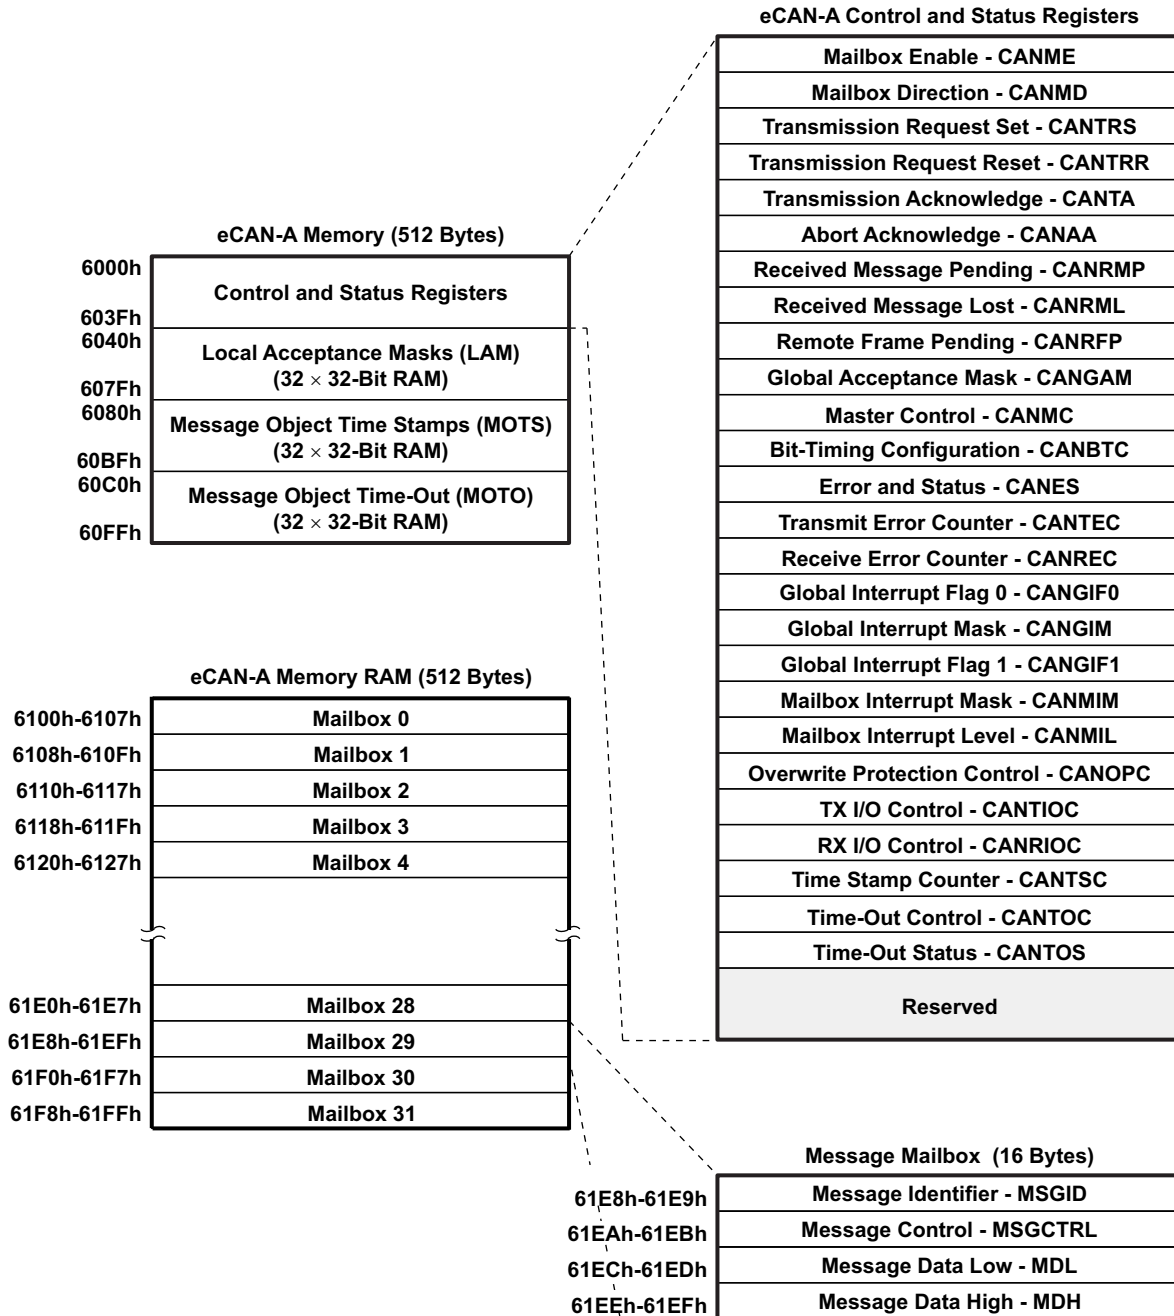 eCAN-A Control and Status Registers
Mailbox Enable - CANME
Mailbox Direction - CANMD
Transmission Request Set - CANTRS
Transmission Request Reset - CANTRR
Transmission Acknowledge - CANTA
Abort Acknowledge - CANAA
Received Message Pending - CANRMP
Received Message Lost - CANRML
Remote Frame Pending - CANRFP
Global Acceptance Mask - CANGAM
Master Control - CANMC
Bit-Timing Configuration - CANBTC
Error and Status - CANES
Transmit Error Counter - CANTEC
Receive Error Counter - CANREC
Global Interrupt Flag 0 - CANGIF0
Global Interrupt Mask - CANGIM
Global Interrupt Flag 1 - CANGIF1
Mailbox Interrupt Mask - CANMIM
Mailbox Interrupt Level - CANMIL
Overwrite Protection Control - CANOPC
TX I/O Control - CANTIOC
RX I/O Control - CANRIOC
Time Stamp Counter - CANTSC
Time-Out Control - CANTOC
Time-Out Status - CANTOS
Reserved
eCAN-A Memory (512 Bytes)
6000h
Control and Status Registers
603Fh
6040h
Local Acceptance Masks (LAM)
(32 × 32-Bit RAM)
607Fh
6080h
Message Object Time Stamps (MOTS)
(32 × 32-Bit RAM)
60BFh
60C0h
Message Object Time-Out (MOTO)
(32 × 32-Bit RAM)
60FFh
eCAN-A Memory RAM (512 Bytes)
6100h-6107h Mailbox 0
6108h-610Fh Mailbox 1
6110h-6117h Mailbox 2
6118h-611Fh Mailbox 3
6120h-6127h Mailbox 4
61E0h-61E7h Mailbox 28
61E8h-61EFh Mailbox 29
61F0h-61F7h Mailbox 30
61F8h-61FFh Mailbox 31
Message Mailbox (16 Bytes)
61E8h-61E9h Message Identifier - MSGID
61EAh-61EBh Message Control - MSGCTRL
61ECh-61EDh Message Data Low - MDL
61EEh-61EFh Message Data High - MDH